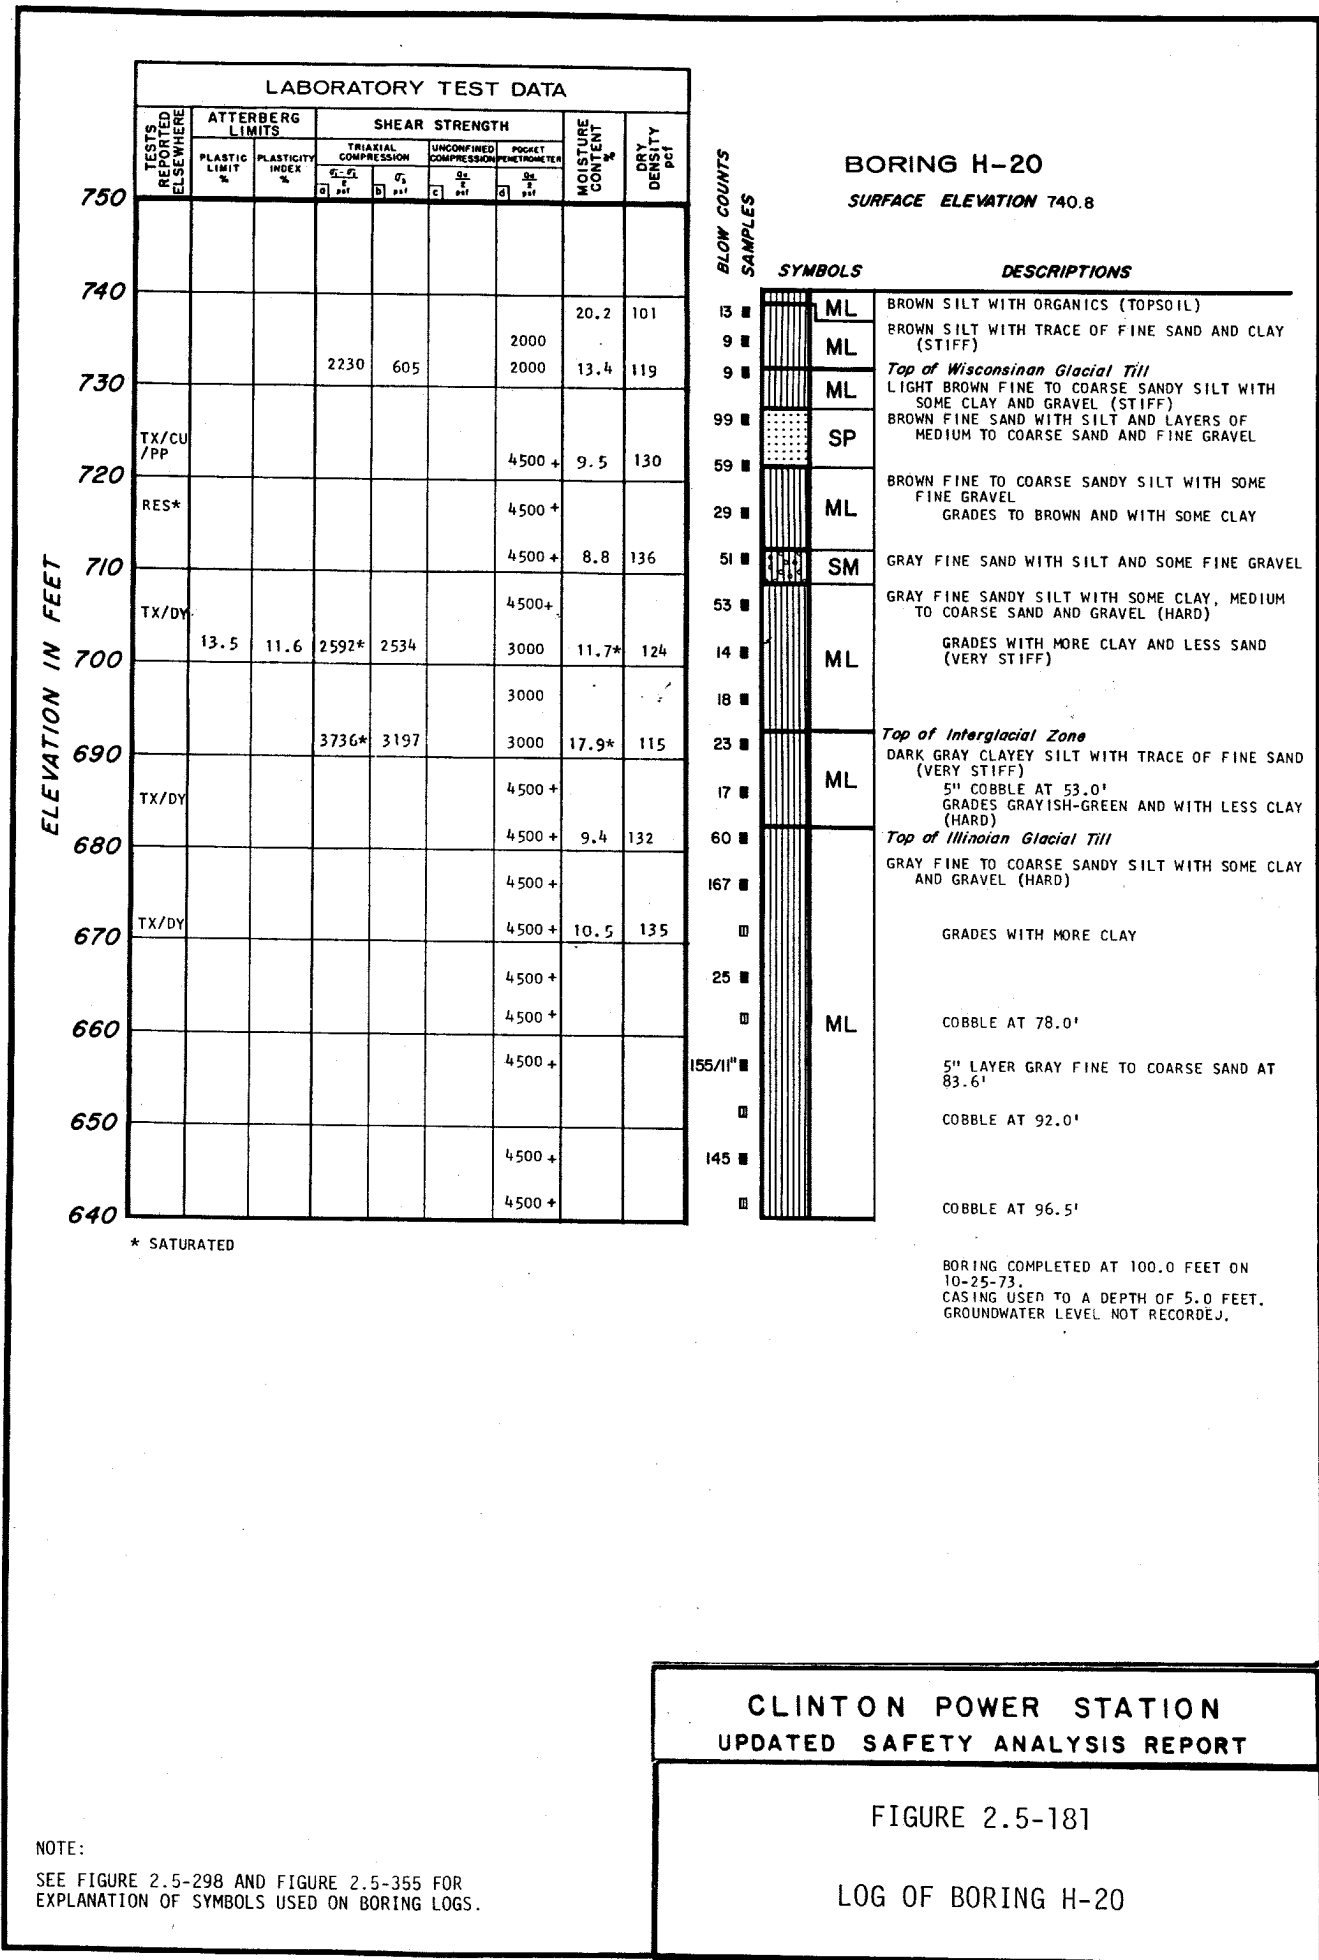 LABORATORY TEST DATA
TESTS REPORTED ELSEWHERE
ATTERBERG LIMITS
SHEAR STRENGTH
MOISTURE CONTENT %
DRY DENSITY pcf
PLASTIC LIMIT %
PLASTICITY INDEX %
TRIAXIAL COMPRESSION
UNCONFINED COMPRESSION
POCKET PENETROMETER
a psf
b psf
c psf
d psf
BLOW COUNTS
SAMPLES
BORING H-20
SURFACE ELEVATION 740.8
SYMBOLS
DESCRIPTIONS
ELEVATION IN FEET
750
740
20.2 101
2000
2230 605 2000 13.4 119
730
TX/CU
/PP
4500 + 9.5 130
720
RES*
4500 +
4500 + 8.8 136
710
TX/DY
4500+
13.5 11.6 2592* 2534 3000 11.7* 124
700
3000
3736* 3197 3000 17.9* 115
690
TX/DY
4500 +
4500 + 9.4 132
680
4500 +
TX/DY
4500 + 10.5 135
670
4500 +
4500 +
660
4500 +
650
4500 +
4500 +
640
* SATURATED
13
9
9
99
59
29
51
53
14
18
23
17
60
167
25
155/11"
145
ML
BROWN SILT WITH ORGANICS (TOPSOIL)
ML
BROWN SILT WITH TRACE OF FINE SAND AND CLAY
(STIFF)
Top of Wisconsinan Glacial Till
ML
LIGHT BROWN FINE TO COARSE SANDY SILT WITH
SOME CLAY AND GRAVEL (STIFF)
SP
BROWN FINE SAND WITH SILT AND LAYERS OF
MEDIUM TO COARSE SAND AND FINE GRAVEL
ML
BROWN FINE TO COARSE SANDY SILT WITH SOME
FINE GRAVEL
GRADES TO BROWN AND WITH SOME CLAY
SM
GRAY FINE SAND WITH SILT AND SOME FINE GRAVEL
ML
GRAY FINE SANDY SILT WITH SOME CLAY, MEDIUM
TO COARSE SAND AND GRAVEL (HARD)
GRADES WITH MORE CLAY AND LESS SAND
(VERY STIFF)
Top of Interglacial Zone
ML
DARK GRAY CLAYEY SILT WITH TRACE OF FINE SAND
(VERY STIFF)
5" COBBLE AT 53.0'
GRADES GRAYISH-GREEN AND WITH LESS CLAY
(HARD)
Top of Illinoian Glacial Till
GRAY FINE TO COARSE SANDY SILT WITH SOME CLAY
AND GRAVEL (HARD)
GRADES WITH MORE CLAY
ML
COBBLE AT 78.0'
5" LAYER GRAY FINE TO COARSE SAND AT
83.6'
COBBLE AT 92.0'
COBBLE AT 96.5'
BORING COMPLETED AT 100.0 FEET ON
10-25-73.
CASING USED TO A DEPTH OF 5.0 FEET.
GROUNDWATER LEVEL NOT RECORDED.
CLINTON POWER STATION
UPDATED SAFETY ANALYSIS REPORT
FIGURE 2.5-181
LOG OF BORING H-20
NOTE:
SEE FIGURE 2.5-298 AND FIGURE 2.5-355 FOR
EXPLANATION OF SYMBOLS USED ON BORING LOGS.